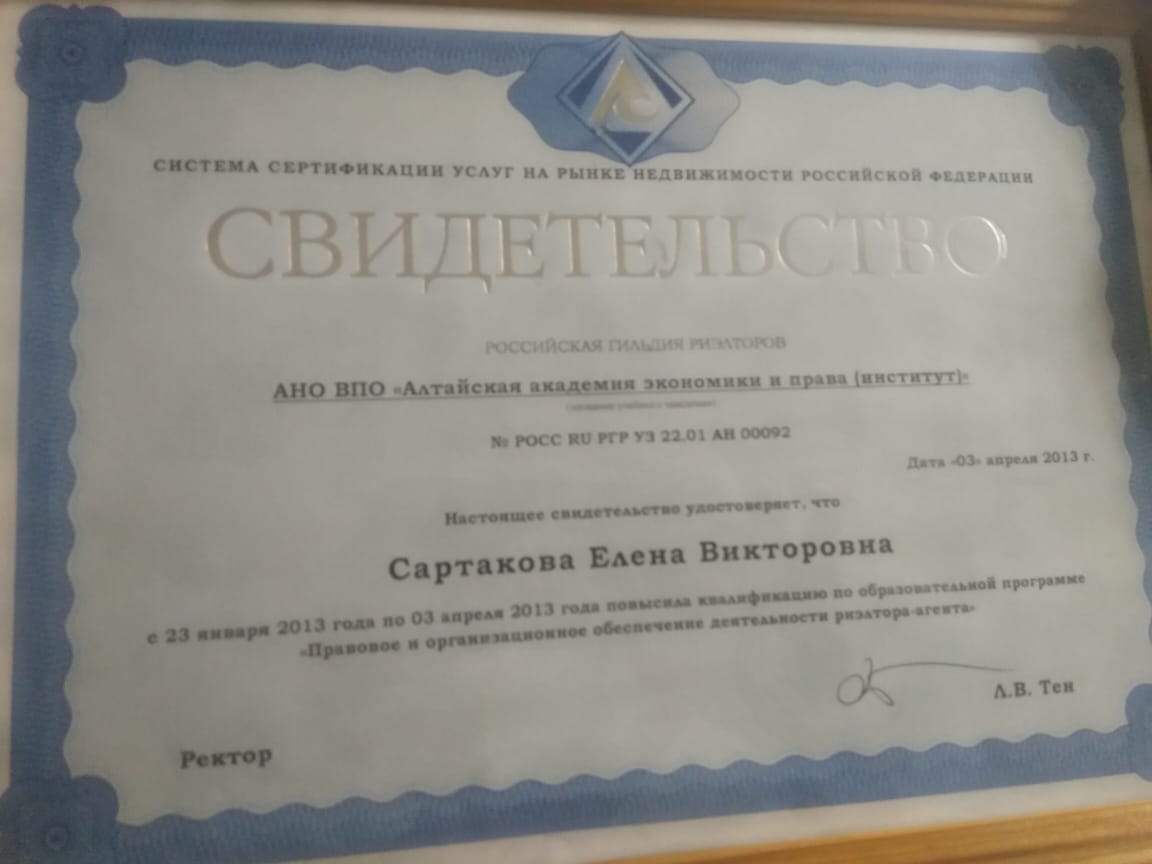 СИСТЕМА СЕРТИФИКАЦИИ УСЛУГ НА РЫНКЕ НЕДВИЖИМОСТИ РОССИЙСКОЙ ФЕДЕРАЦИИ
СВИДЕТЕЛЬСТВО
РОССИЙСКАЯ ГИЛЬДИЯ РИЭЛТОРОВ
АНО ВПО «Алтайская академия экономики и права (институт)»
№ РОСС RU РГР УЗ 22.01 АН 00092
Дата «03» апреля 2013 г.
Настоящее свидетельство удостоверяет, что
Сартакова Елена Викторовна
с 23 января 2013 года по 03 апреля 2013 года повысила квалификацию по образовательной программе
«Правовое и организационное обеспечение деятельности риэлтора-агента»
Л.В. Тен
Ректор